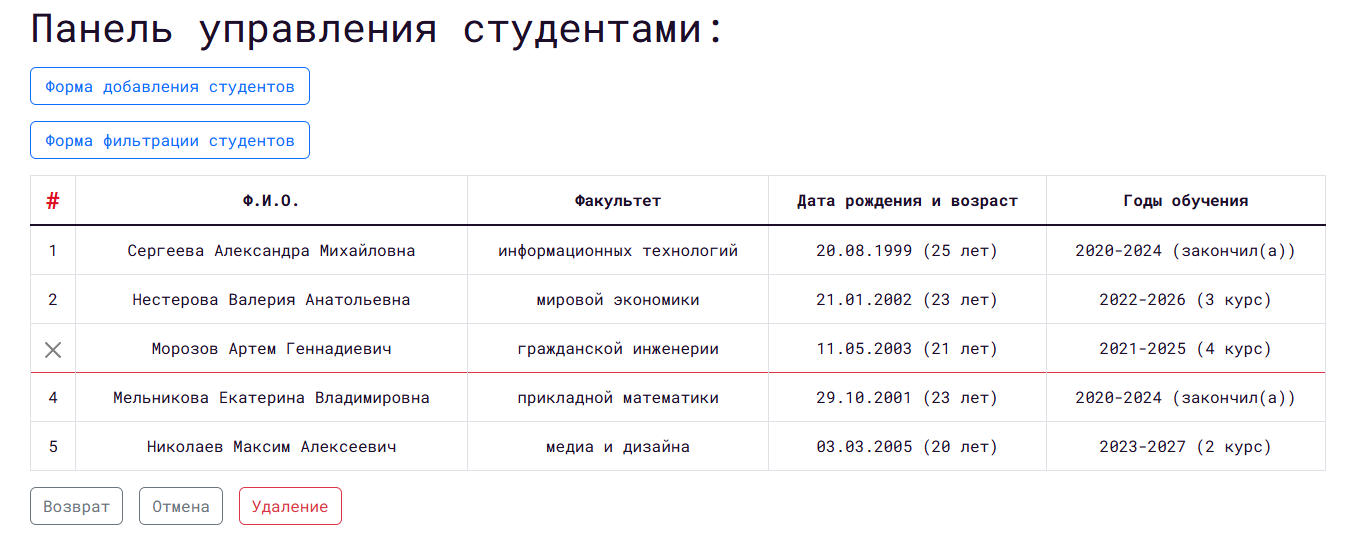 Панель управления студентами:
Форма добавления студентов
Форма фильтрации студентов
# Ф.И.О. Факультет Дата рождения и возраст Годы обучения
1 Сергеева Александра Михайловна информационных технологий 20.08.1999 (25 лет) 2020-2024 (закончил(а))
2 Нестерова Валерия Анатольевна мировой экономики 21.01.2002 (23 лет) 2022-2026 (3 курс)
Морозов Артем Геннадиевич гражданской инженерии 11.05.2003 (21 лет) 2021-2025 (4 курс)
4 Мельникова Екатерина Владимировна прикладной математики 29.10.2001 (23 лет) 2020-2024 (закончил(а))
5 Николаев Максим Алексеевич медиа и дизайна 03.03.2005 (20 лет) 2023-2027 (2 курс)
Возврат Отмена Удаление